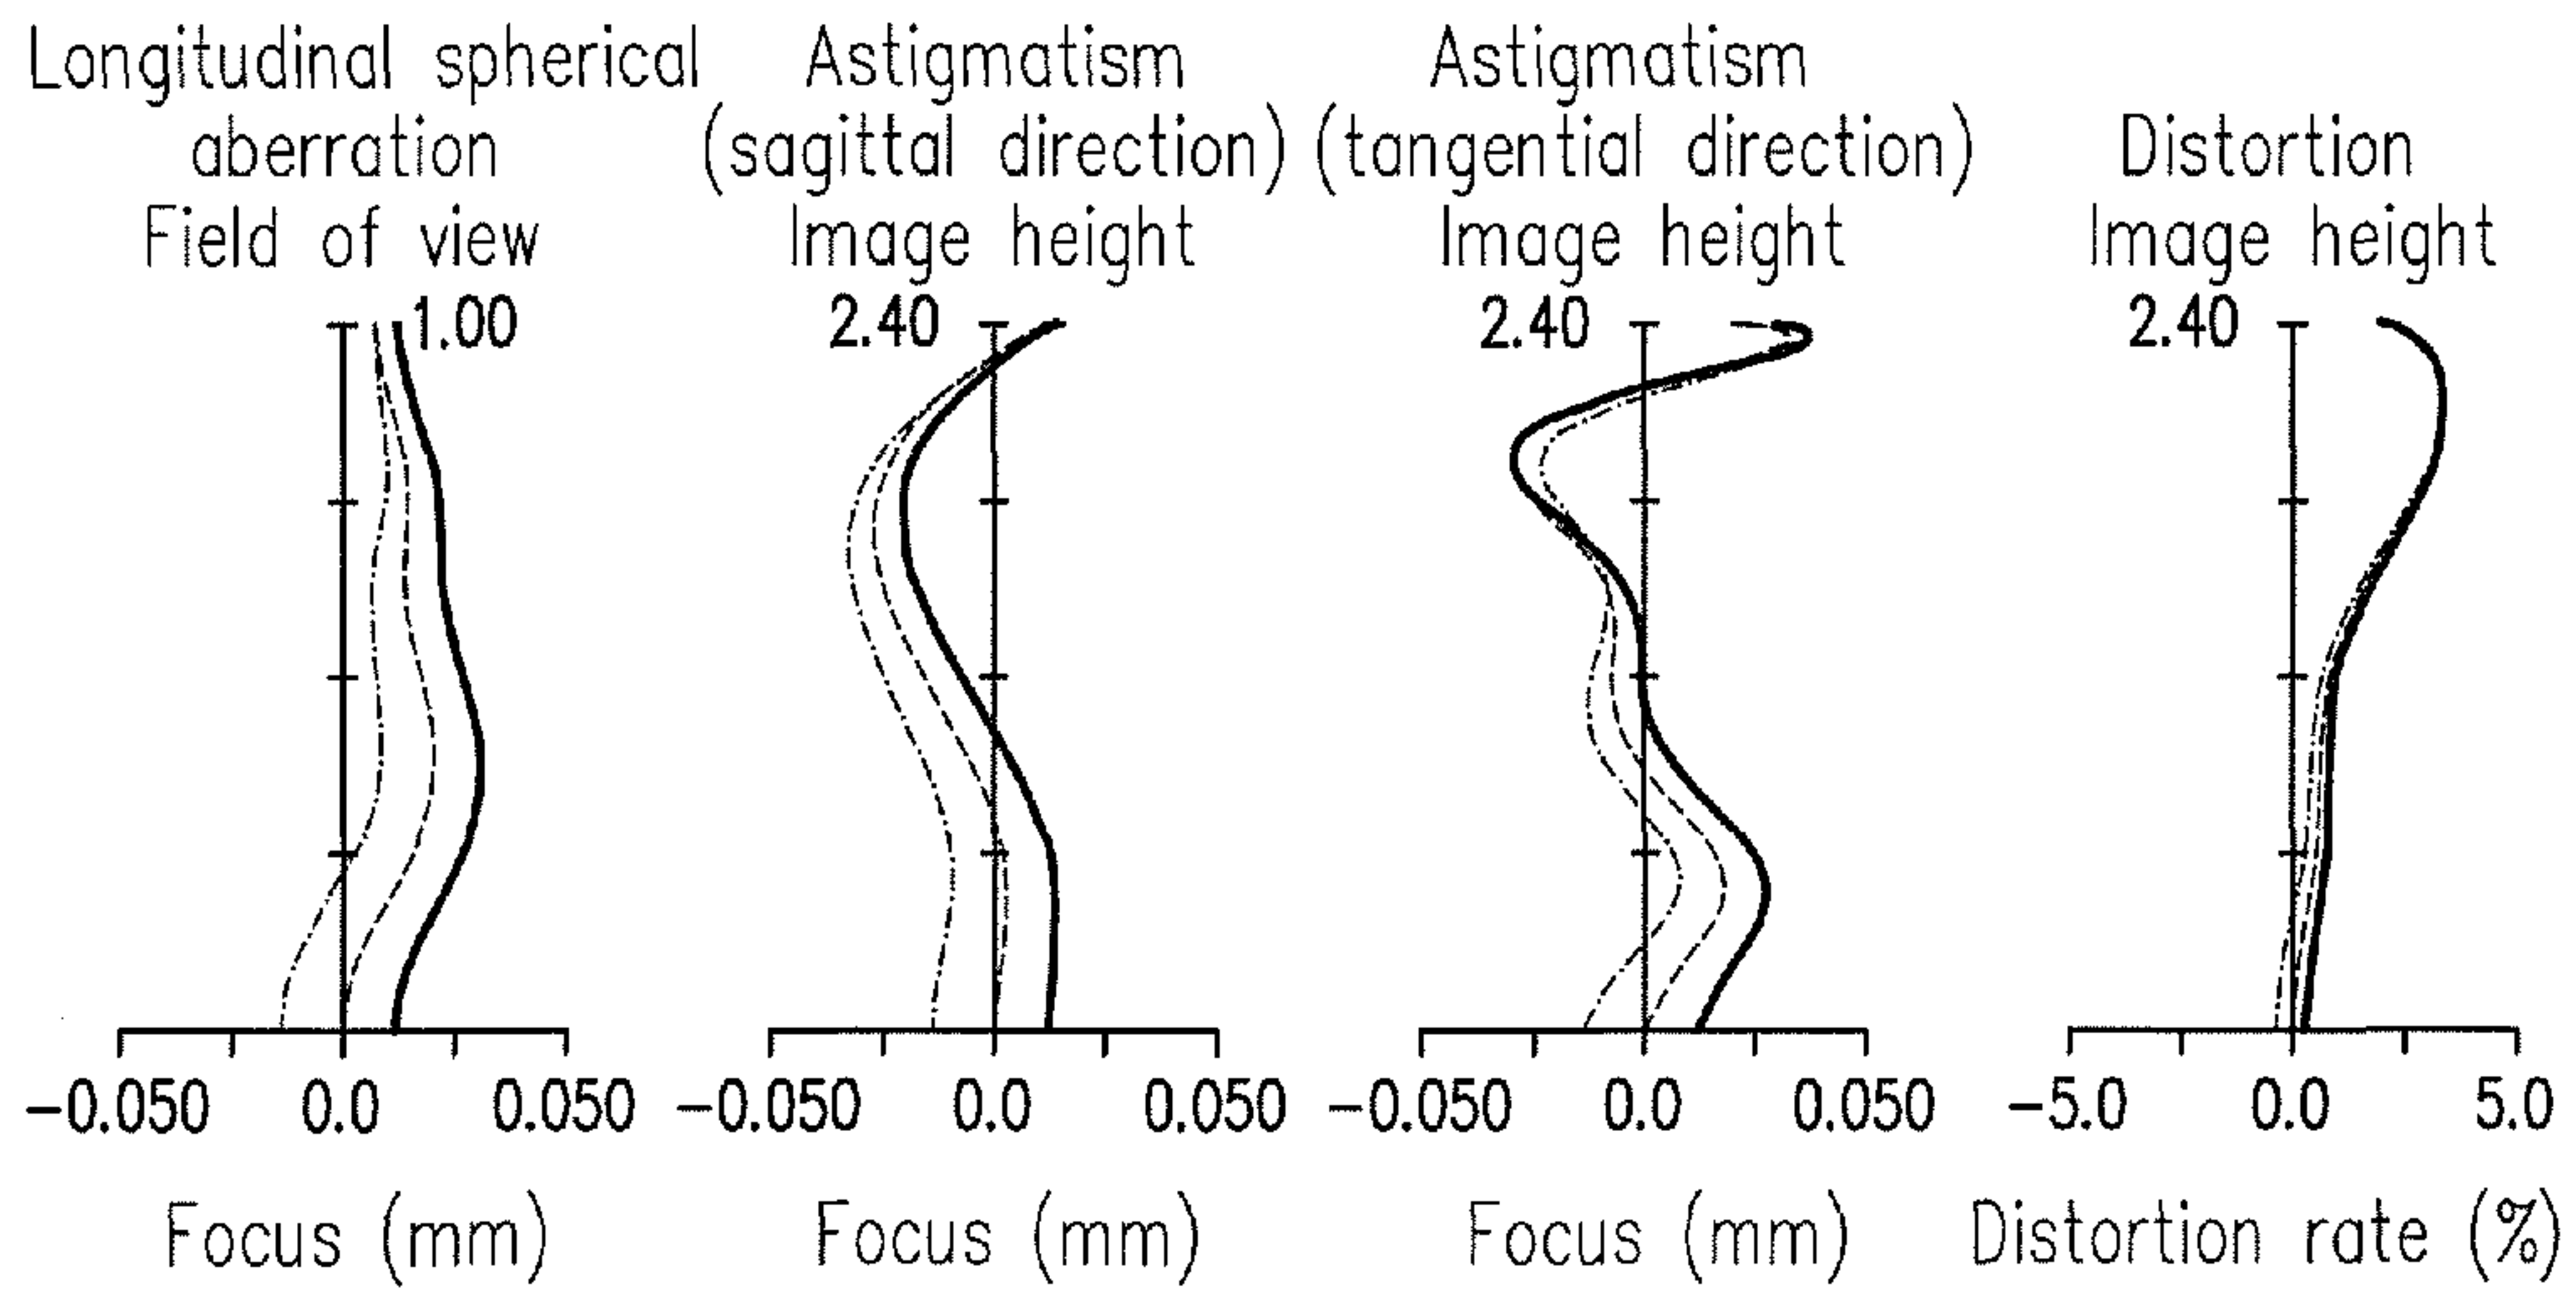 Longitudinal spherical
aberration
Field of view
1.00
-0.050 0.0 0.050
Focus (mm)
Astigmatism
(sagittal direction)
Image height
2.40
-0.050 0.0 0.050
Focus (mm)
Astigmatism
(tangential direction)
Image height
2.40
-0.050 0.0 0.050
Focus (mm)
Distortion
Image height
2.40
-5.0 0.0 5.0
Distortion rate (%)